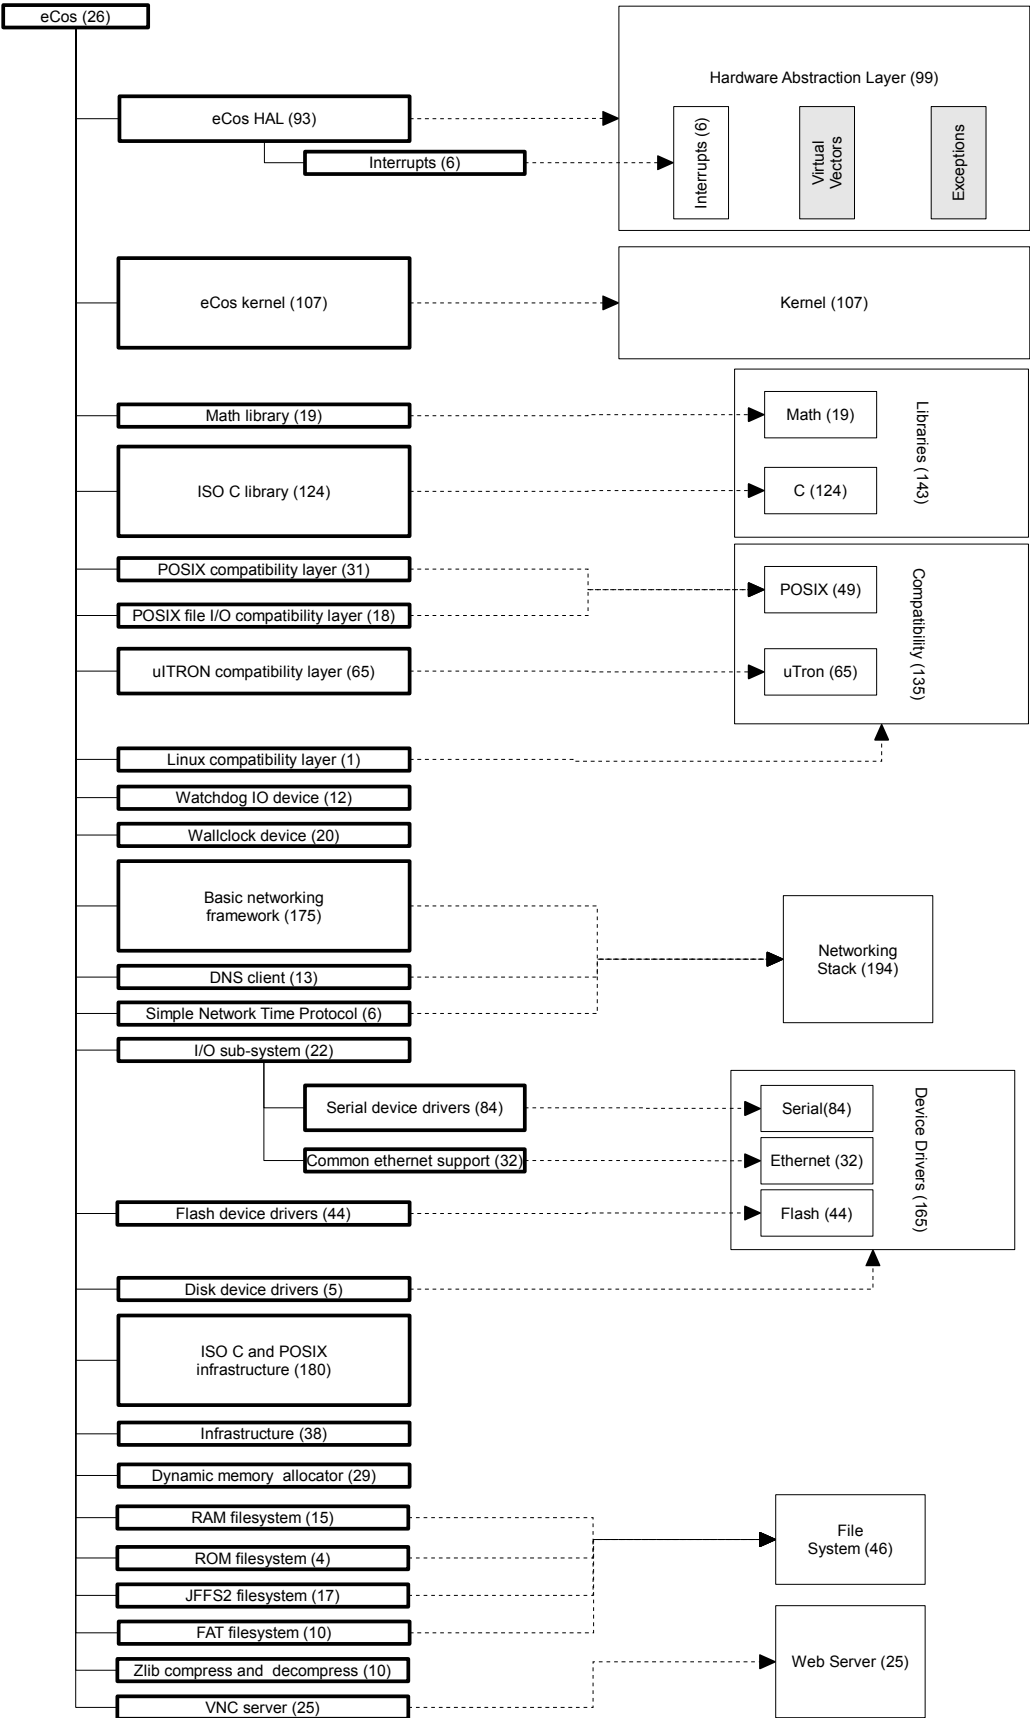 eCos (26)
Hardware Abstraction Layer (99)
eCos HAL (93)
Interrupts (6)
Interrupts (6)
Virtual
Vectors
Exceptions
eCos kernel (107)
Kernel (107)
Math library (19)
Math (19)
Libraries (143)
ISO C library (124)
C (124)
POSIX compatibility layer (31)
POSIX (49)
Compatibility (135)
POSIX file I/O compatibility layer (18)
uITRON compatibility layer (65)
uTron (65)
Linux compatibility layer (1)
Watchdog IO device (12)
Wallclock device (20)
Basic networking
framework (175)
Networking
Stack (194)
DNS client (13)
Simple Network Time Protocol (6)
I/O sub-system (22)
Serial device drivers (84)
Serial(84)
Device Drivers (165)
Common ethernet support (32)
Ethernet (32)
Flash device drivers (44)
Flash (44)
Disk device drivers (5)
ISO C and POSIX
infrastructure (180)
Infrastructure (38)
Dynamic memory  allocator (29)
RAM filesystem (15)
File
System (46)
ROM filesystem (4)
JFFS2 filesystem (17)
FAT filesystem (10)
Zlib compress and  decompress (10)
Web Server (25)
VNC server (25)